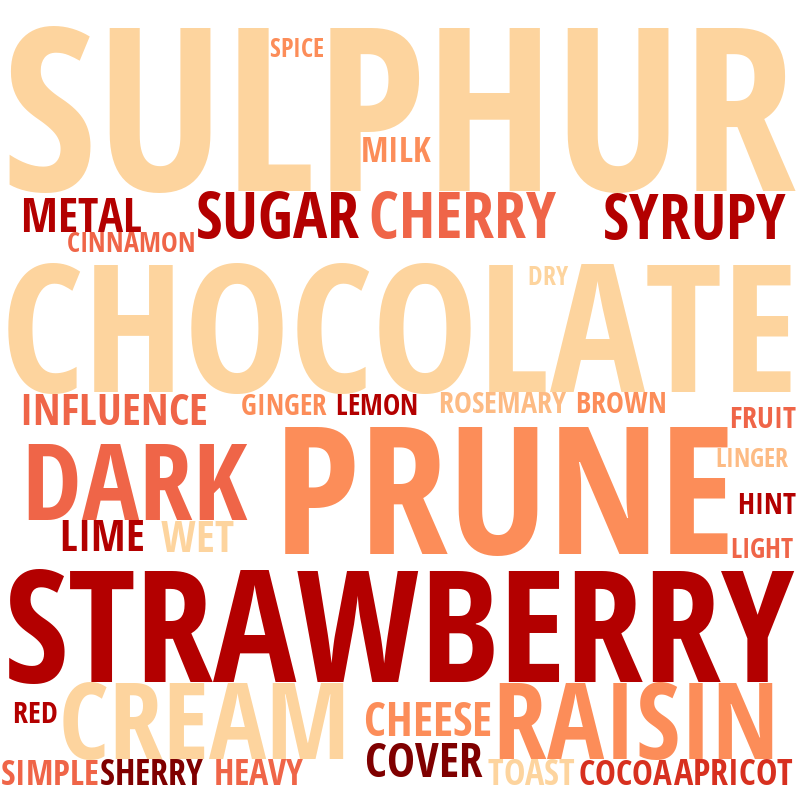 SULPHUR
SPICE
MILK
METAL SUGAR CHERRY SYRUPY
CINNAMON
CHOCOLATE
DRY
INFLUENCE GINGER LEMON ROSEMARY BROWN
FRUIT
DARK PRUNE
LINGER
HINT
LIME WET
LIGHT
STRAWBERRY
CREAM RAISIN
RED CHEESE
COVER
SIMPLE SHERRY HEAVY TOAST COCOA APRICOT